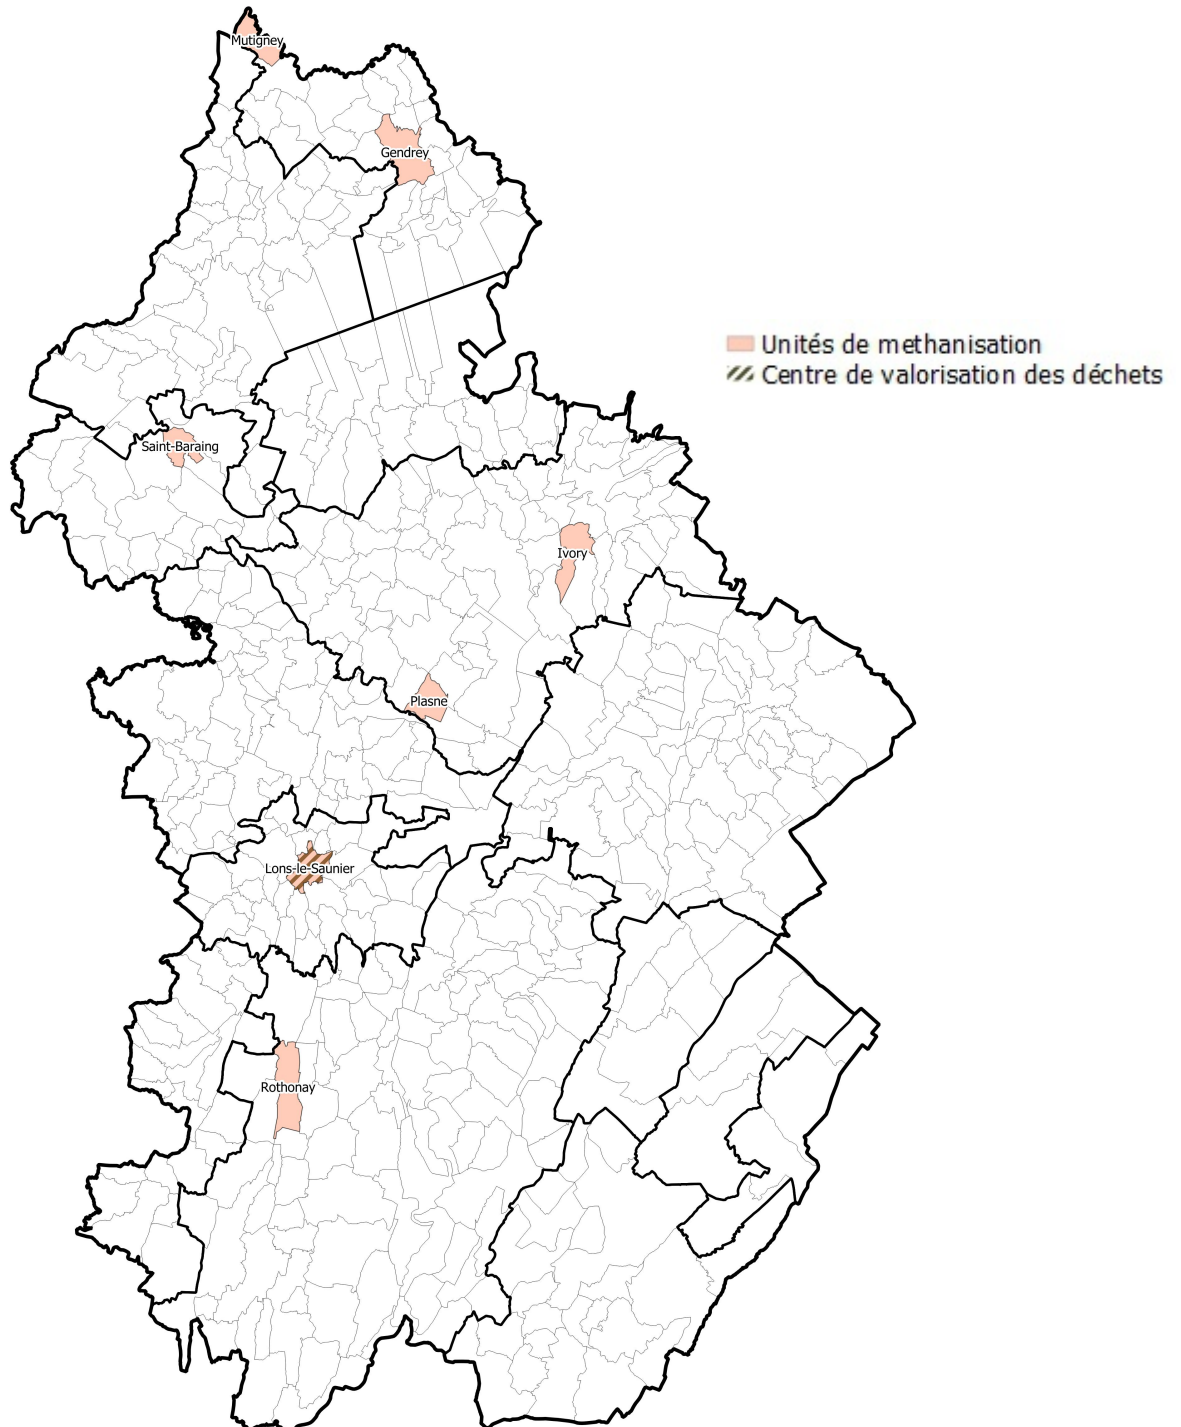 Mutigney
Gendrey
Unités de methanisation
Centre de valorisation des déchets
Saint-Baraing
Ivory
Plasne
Lons-le-Saunier
Rothonay